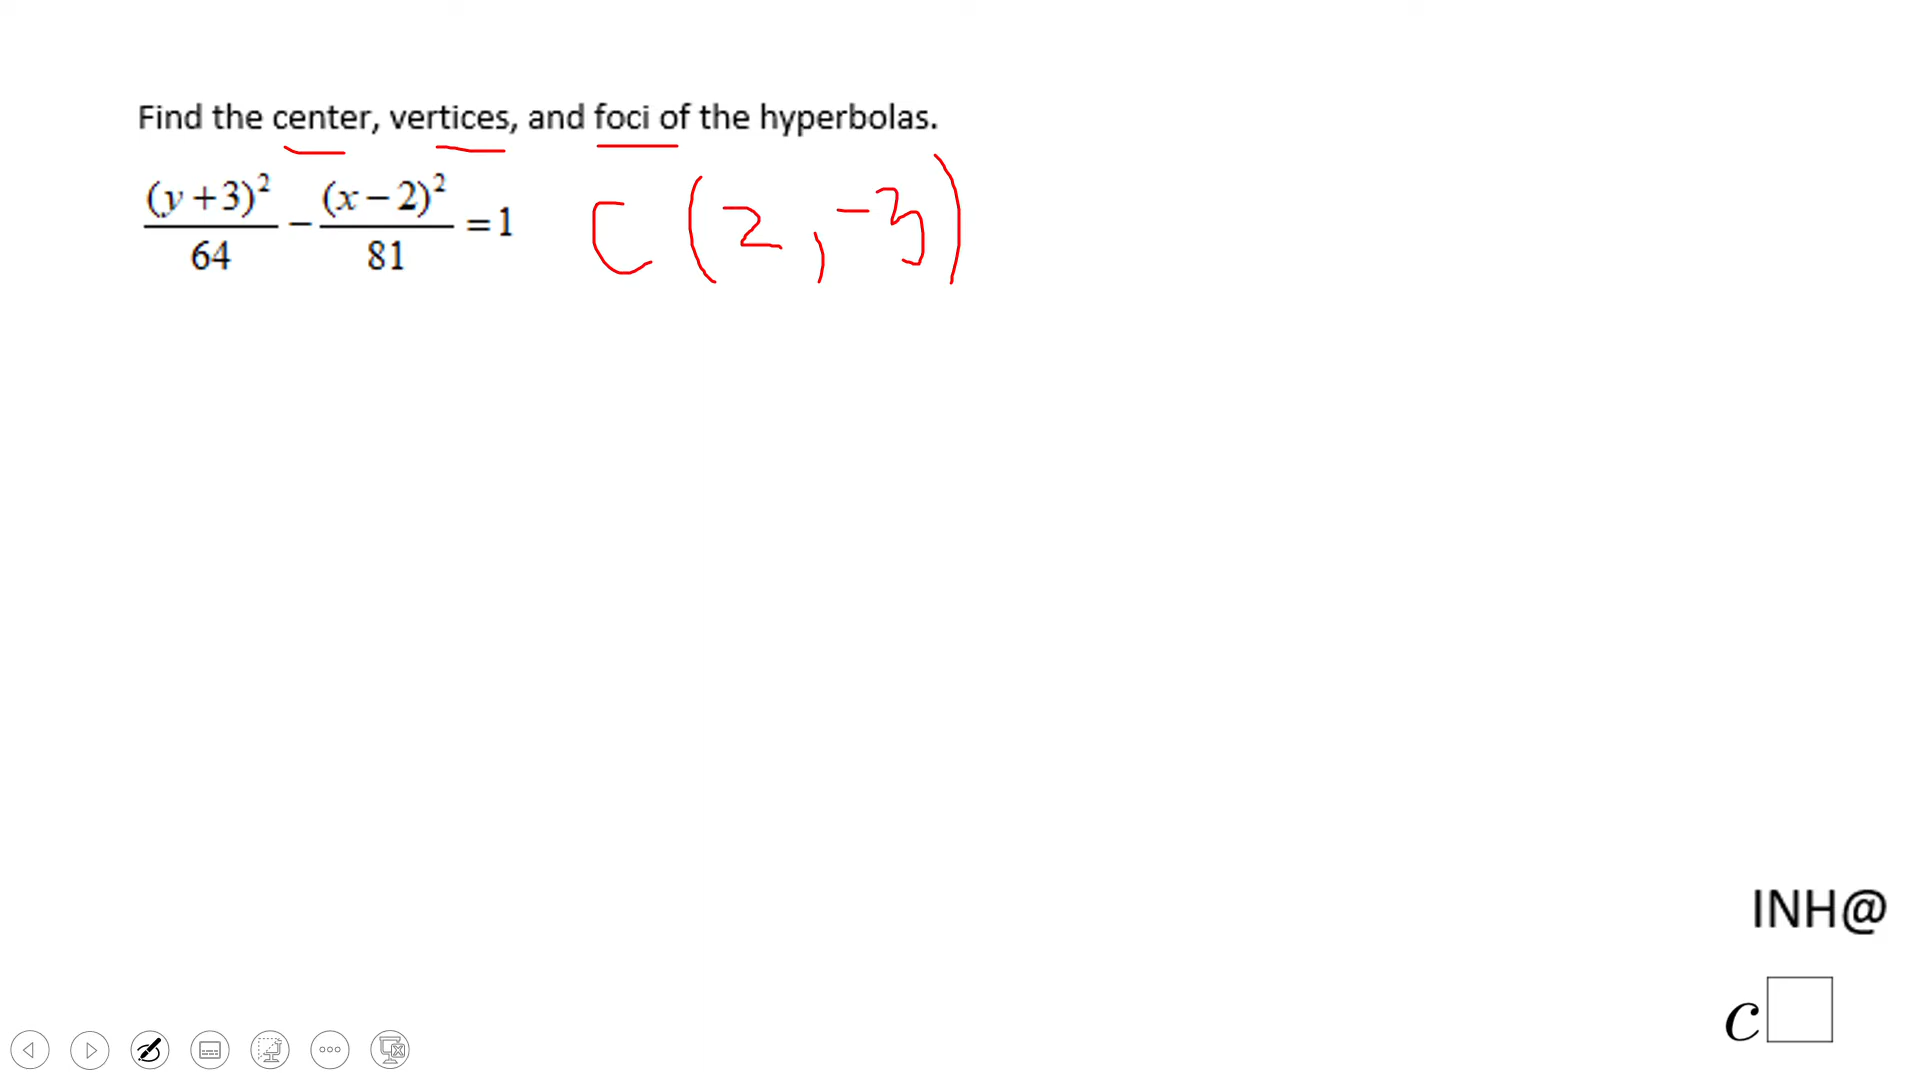 Find the center, vertices, and foci of the hyperbolas.
(y+3)²/64 − (x−2)²/81 = 1 C (2, -3)
INH@
c